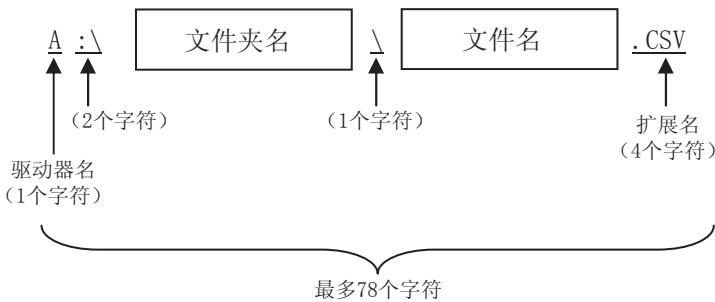 A :\ 文件夹名 \ 文件名 .CSV
（2个字符）
（1个字符）
扩展名
（4个字符）
驱动器名
（1个字符）
最多78个字符